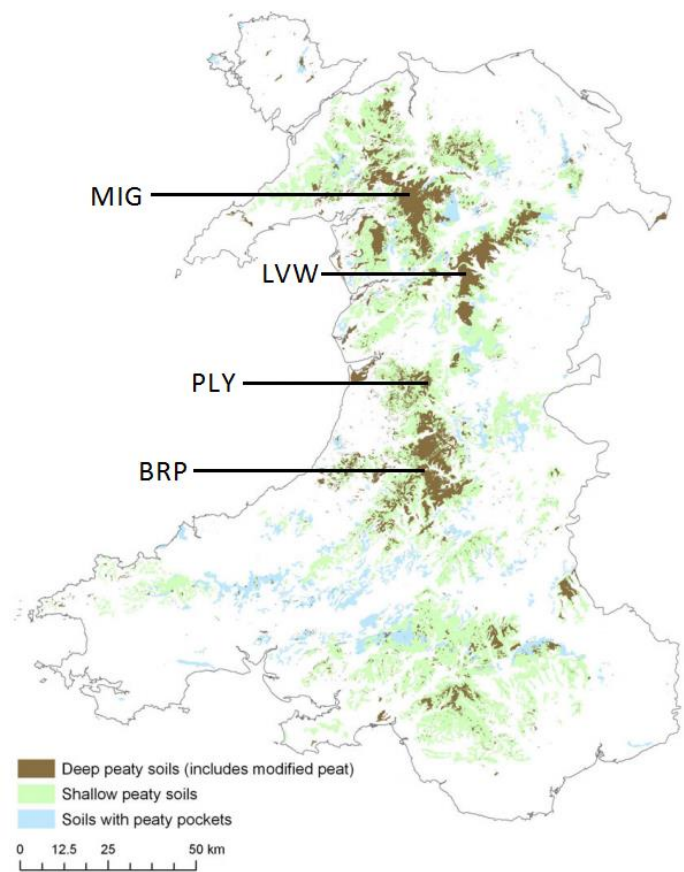 MIG
LVW
PLY
BRP
Deep peaty soils (includes modified peat)
Shallow peaty soils
Soils with peaty pockets
0 12.5 25 50 km